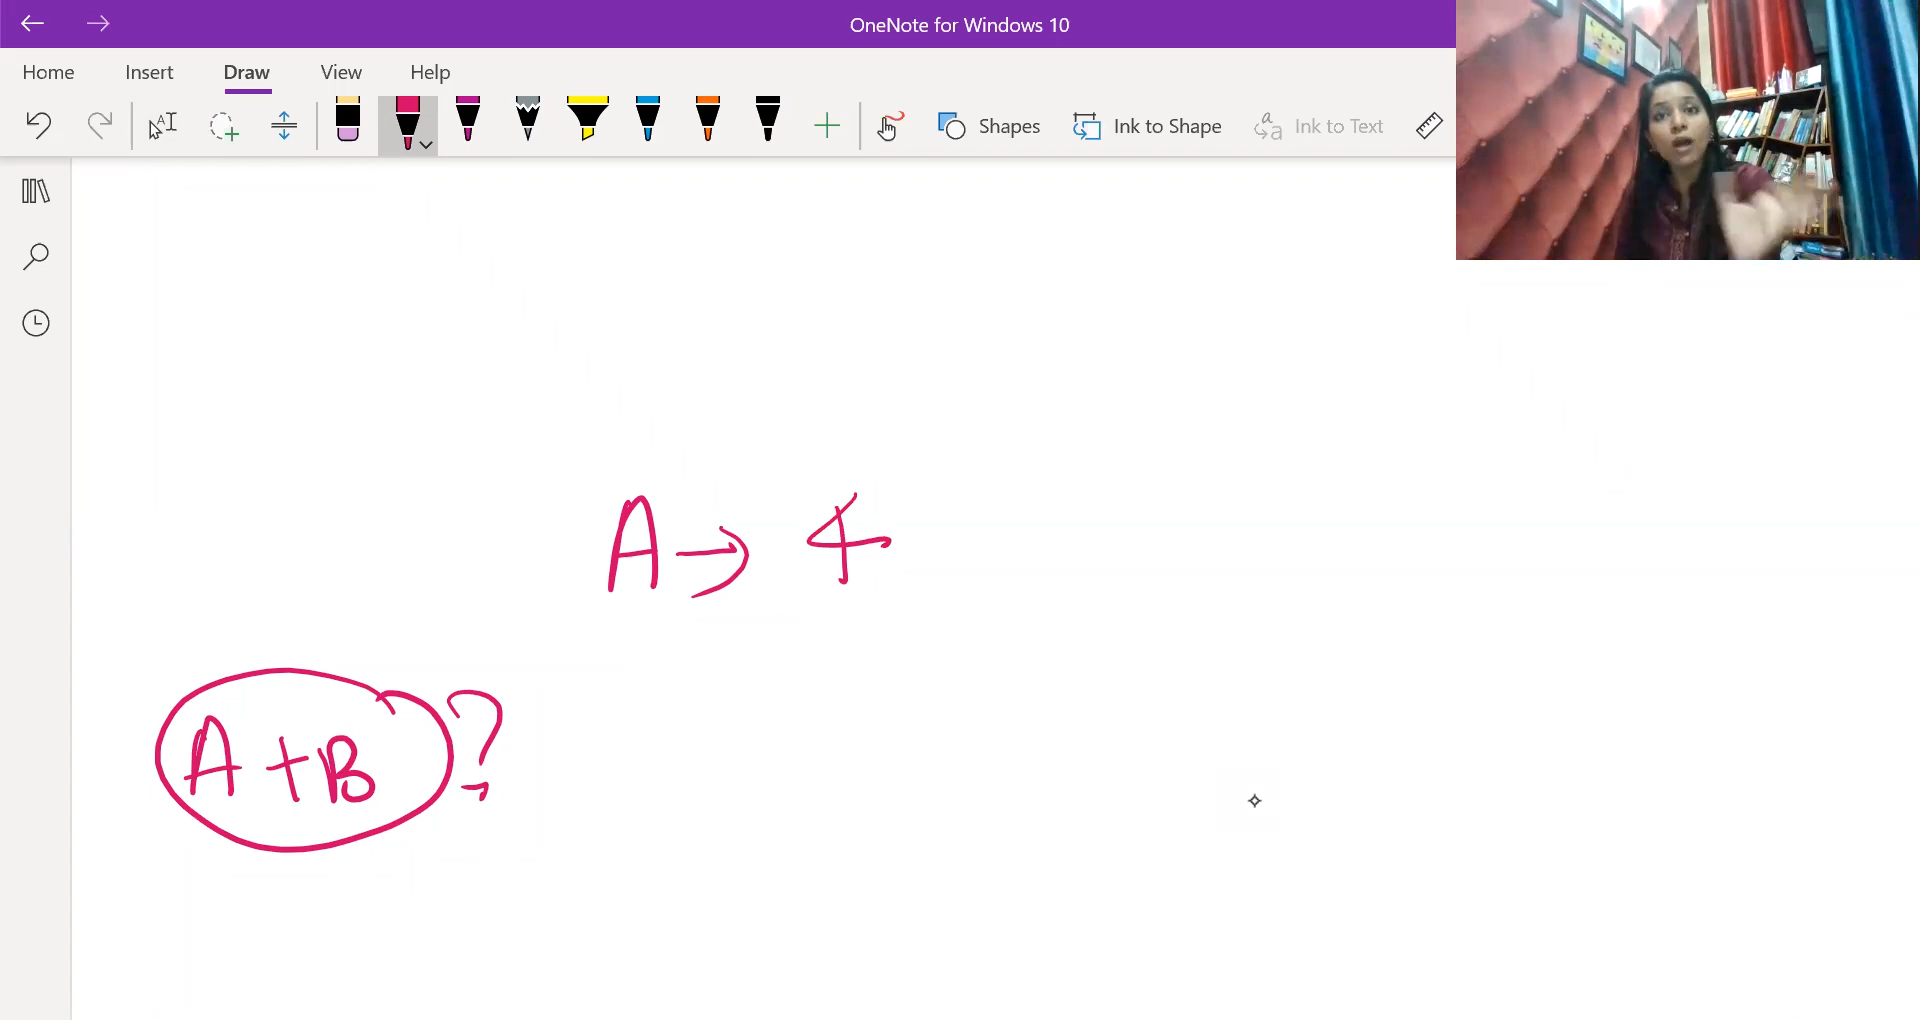 OneNote for Windows 10
Home Insert Draw View Help
Shapes Ink to Shape Ink to Text
A → 4
A + B ?